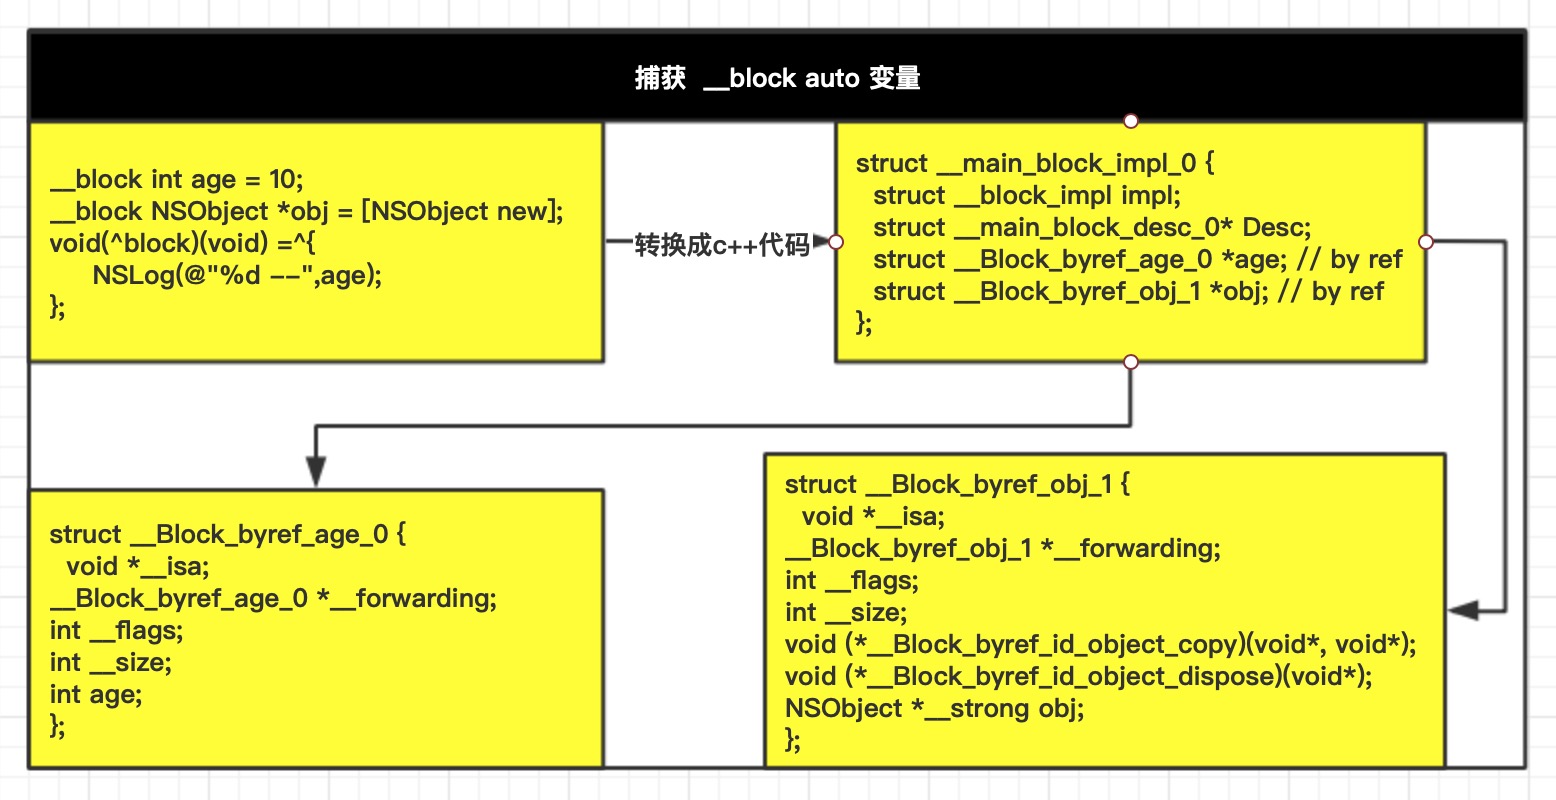 捕获 __block auto 变量
__block int age = 10;
__block NSObject *obj = [NSObject new];
void(^block)(void) =^{
NSLog(@"%d --",age);
};
转换成c++代码
struct __main_block_impl_0 {
struct __block_impl impl;
struct __main_block_desc_0* Desc;
struct __Block_byref_age_0 *age; // by ref
struct __Block_byref_obj_1 *obj; // by ref
};
struct __Block_byref_age_0 {
void *__isa;
__Block_byref_age_0 *__forwarding;
int __flags;
int __size;
int age;
};
struct __Block_byref_obj_1 {
void *__isa;
__Block_byref_obj_1 *__forwarding;
int __flags;
int __size;
void (*__Block_byref_id_object_copy)(void*, void*);
void (*__Block_byref_id_object_dispose)(void*);
NSObject *__strong obj;
};